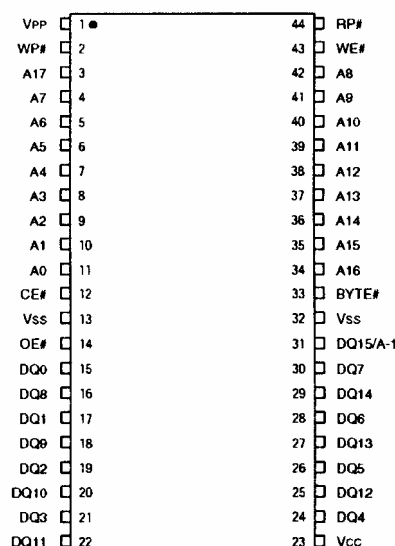 VPP 1 44 RP#
WP# 2 43 WE#
A17 3 42 A8
A7 4 41 A9
A6 5 40 A10
A5 6 39 A11
A4 7 38 A12
A3 8 37 A13
A2 9 36 A14
A1 10 35 A15
A0 11 34 A16
CE# 12 33 BYTE#
VSS 13 32 VSS
OE# 14 31 DQ15/A-1
DQ0 15 30 DQ7
DQ8 16 29 DQ14
DQ1 17 28 DQ6
DQ9 18 27 DQ13
DQ2 19 26 DQ5
DQ10 20 25 DQ12
DQ3 21 24 DQ4
DQ11 22 23 VCC